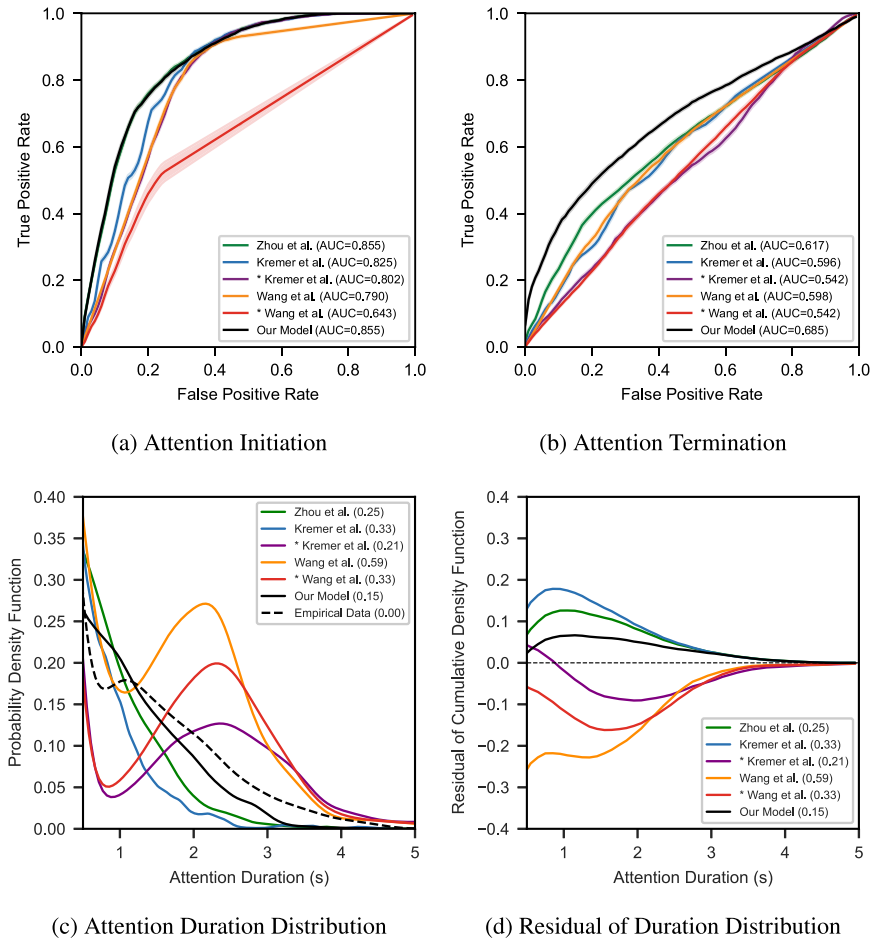 True Positive Rate
1.0
0.8
0.6
0.4
0.2
0.0
0.0 0.2 0.4 0.6 0.8 1.0
False Positive Rate
Zhou et al. (AUC=0.855)
Kremer et al. (AUC=0.825)
* Kremer et al. (AUC=0.802)
Wang et al. (AUC=0.790)
* Wang et al. (AUC=0.643)
Our Model (AUC=0.855)
(a) Attention Initiation
True Positive Rate
1.0
0.8
0.6
0.4
0.2
0.0
0.0 0.2 0.4 0.6 0.8 1.0
False Positive Rate
Zhou et al. (AUC=0.617)
Kremer et al. (AUC=0.596)
* Kremer et al. (AUC=0.542)
Wang et al. (AUC=0.598)
* Wang et al. (AUC=0.542)
Our Model (AUC=0.685)
(b) Attention Termination
Probability Density Function
0.40
0.35
0.30
0.25
0.20
0.15
0.10
0.05
0.00
1 2 3 4 5
Attention Duration (s)
Zhou et al. (0.25)
Kremer et al. (0.33)
* Kremer et al. (0.21)
Wang et al. (0.59)
* Wang et al. (0.33)
Our Model (0.15)
Empirical Data (0.00)
(c) Attention Duration Distribution
Residual of Cumulative Density Function
0.4
0.3
0.2
0.1
0.0
−0.1
−0.2
−0.3
−0.4
1 2 3 4 5
Attention Duration (s)
Zhou et al. (0.25)
Kremer et al. (0.33)
* Kremer et al. (0.21)
Wang et al. (0.59)
* Wang et al. (0.33)
Our Model (0.15)
(d) Residual of Duration Distribution